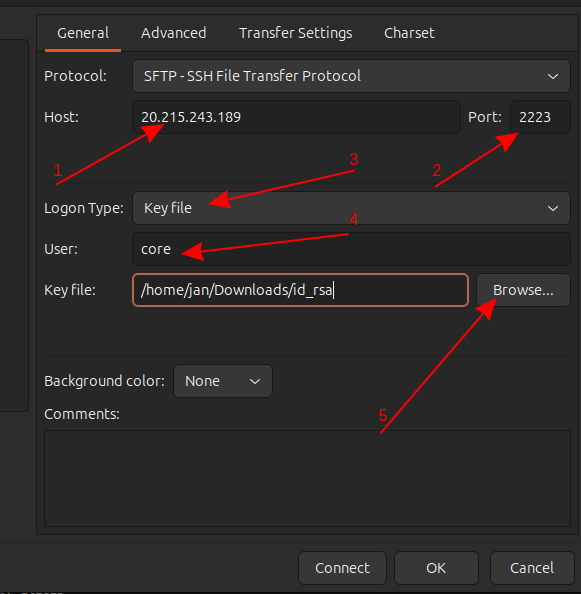 General Advanced Transfer Settings Charset
Protocol: SFTP - SSH File Transfer Protocol
Host: 20.215.243.189 Port: 2223
1 3 2
Logon Type: Key file
4
User: core
Key file: /home/jan/Downloads/id_rsa Browse...
Background color: None
5
Comments:
Connect OK Cancel